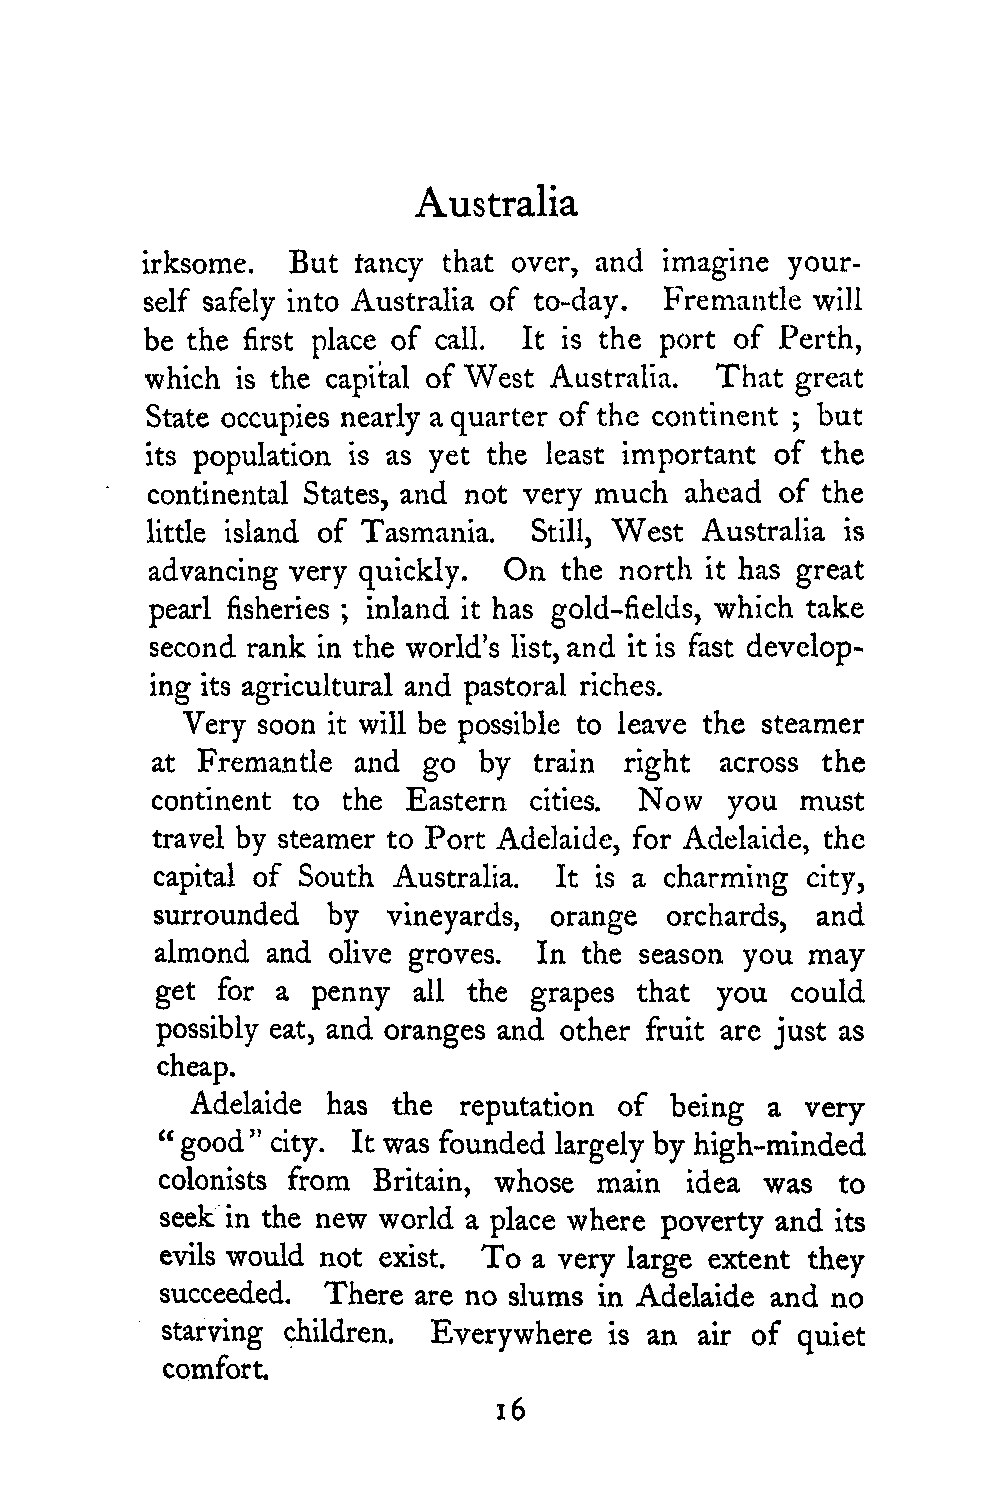 Australia
irksome. But fancy that over, and imagine your-
self safely into Australia of to-day. Fremantle will
be the first place of call. It is the port of Perth,
which is the capital of West Australia. That great
State occupies nearly a quarter of the continent ; but
its population is as yet the least important of the
continental States, and not very much ahead of the
little island of Tasmania. Still, West Australia is
advancing very quickly. On the north it has great
pearl fisheries ; inland it has gold-fields, which take
second rank in the world's list, and it is fast develop-
ing its agricultural and pastoral riches.
Very soon it will be possible to leave the steamer
at Fremantle and go by train right across the
continent to the Eastern cities. Now you must
travel by steamer to Port Adelaide, for Adelaide, the
capital of South Australia. It is a charming city,
surrounded by vineyards, orange orchards, and
almond and olive groves. In the season you may
get for a penny all the grapes that you could
possibly eat, and oranges and other fruit are just as
cheap.
Adelaide has the reputation of being a very
“good” city. It was founded largely by high-minded
colonists from Britain, whose main idea was to
seek in the new world a place where poverty and its
evils would not exist. To a very large extent they
succeeded. There are no slums in Adelaide and no
starving children. Everywhere is an air of quiet
comfort.
16